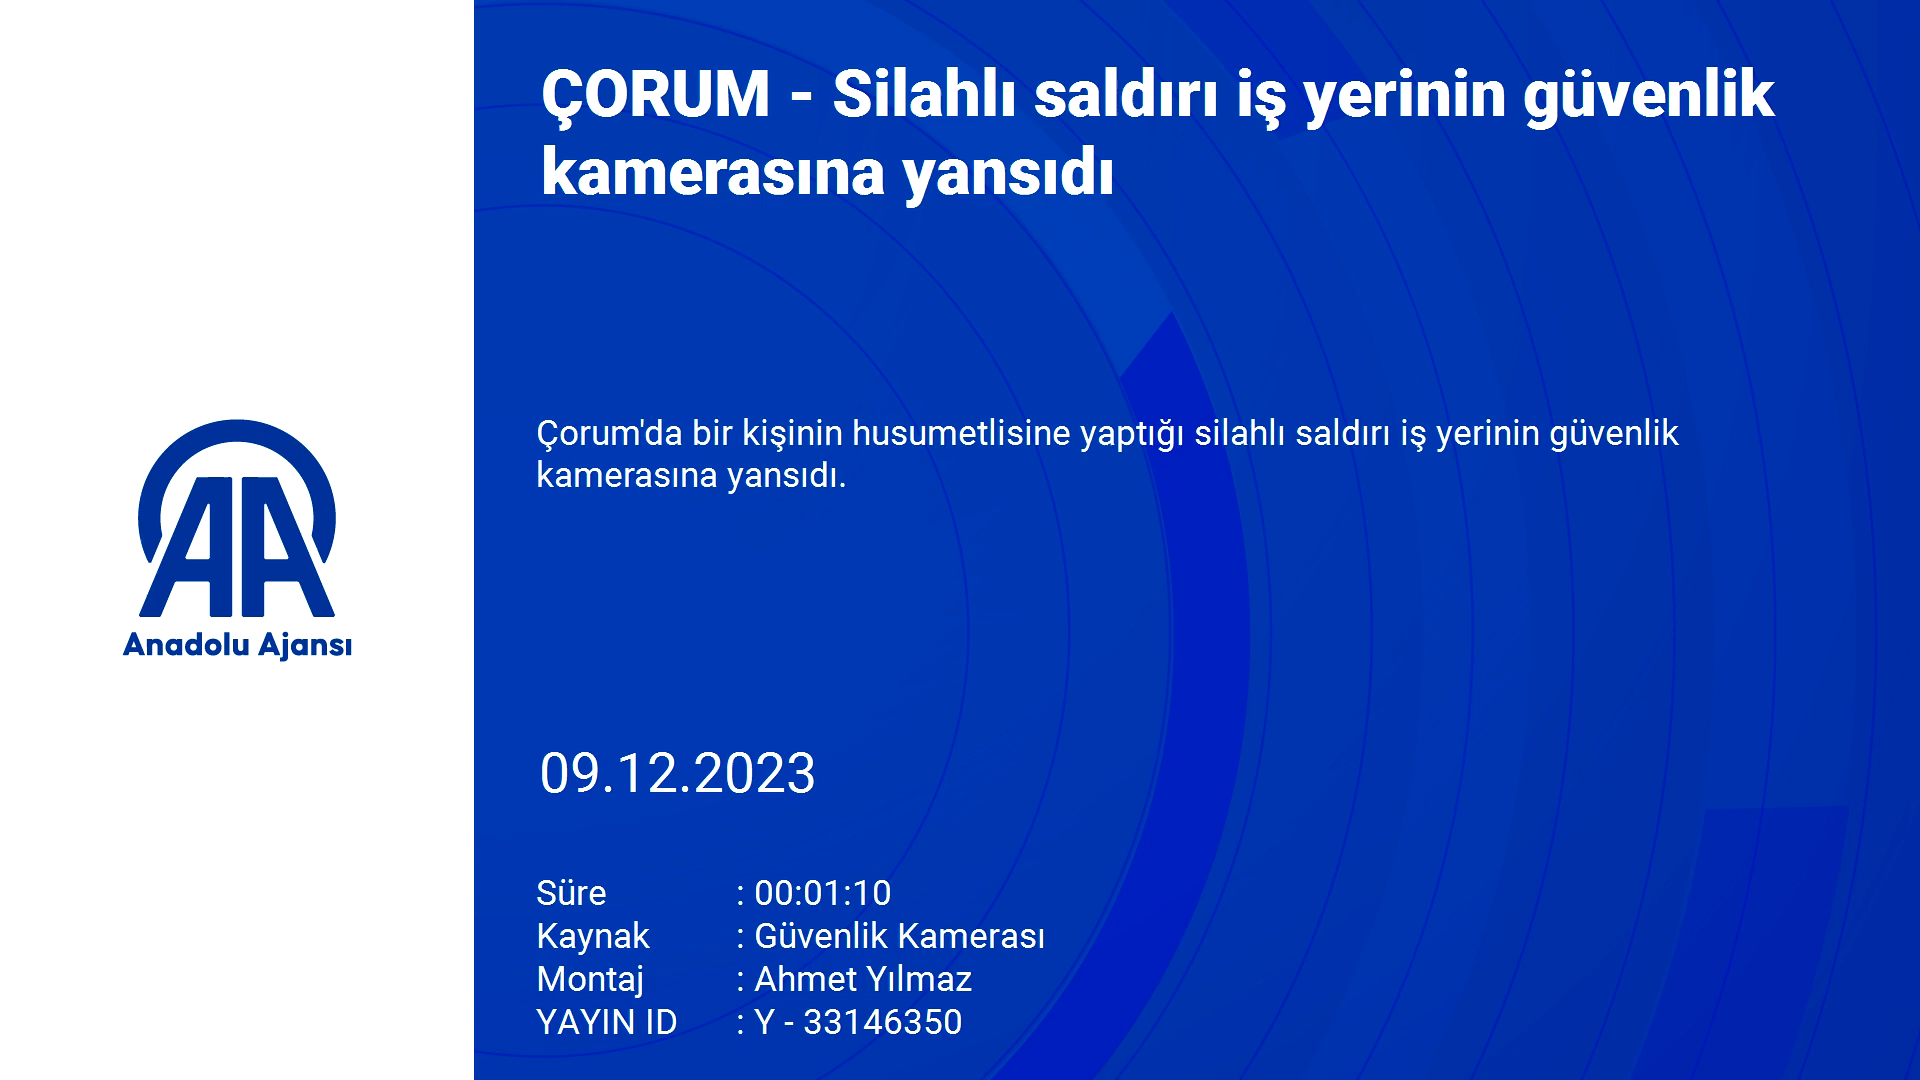 ÇORUM - Silahlı saldırı iş yerinin güvenlik
kamerasına yansıdı
Çorum'da bir kişinin husumetlisine yaptığı silahlı saldırı iş yerinin güvenlik
kamerasına yansıdı.
AA
Anadolu Ajansı
09.12.2023
Süre : 00:01:10
Kaynak : Güvenlik Kamerası
Montaj : Ahmet Yılmaz
YAYIN ID : Y - 33146350